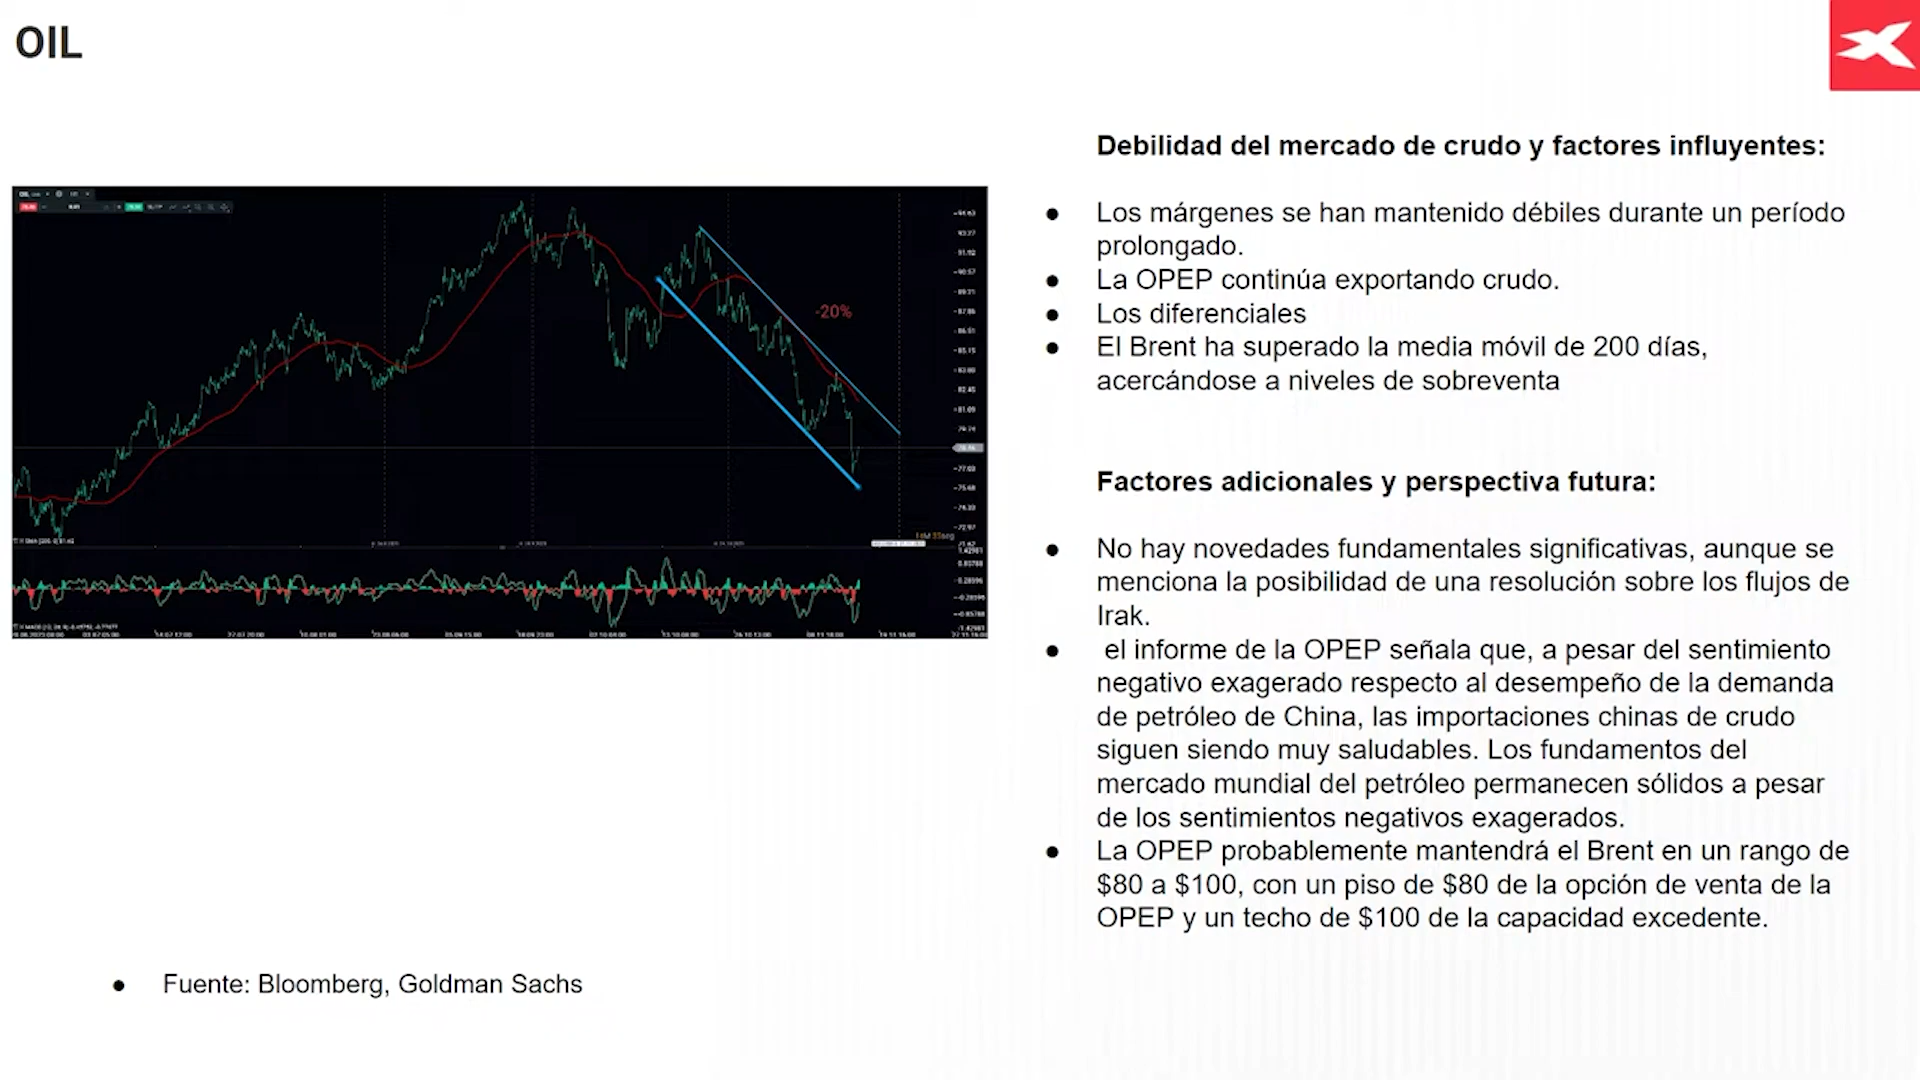 OIL
Debilidad del mercado de crudo y factores influyentes:
● Los márgenes se han mantenido débiles durante un período
prolongado.
● La OPEP continúa exportando crudo.
● Los diferenciales
● El Brent ha superado la media móvil de 200 días,
acercándose a niveles de sobreventa
-20%
Factores adicionales y perspectiva futura:
● No hay novedades fundamentales significativas, aunque se
menciona la posibilidad de una resolución sobre los flujos de
Irak.
● el informe de la OPEP señala que, a pesar del sentimiento
negativo exagerado respecto al desempeño de la demanda
de petróleo de China, las importaciones chinas de crudo
siguen siendo muy saludables. Los fundamentos del
mercado mundial del petróleo permanecen sólidos a pesar
de los sentimientos negativos exagerados.
● La OPEP probablemente mantendrá el Brent en un rango de
$80 a $100, con un piso de $80 de la opción de venta de la
OPEP y un techo de $100 de la capacidad excedente.
● Fuente: Bloomberg, Goldman Sachs